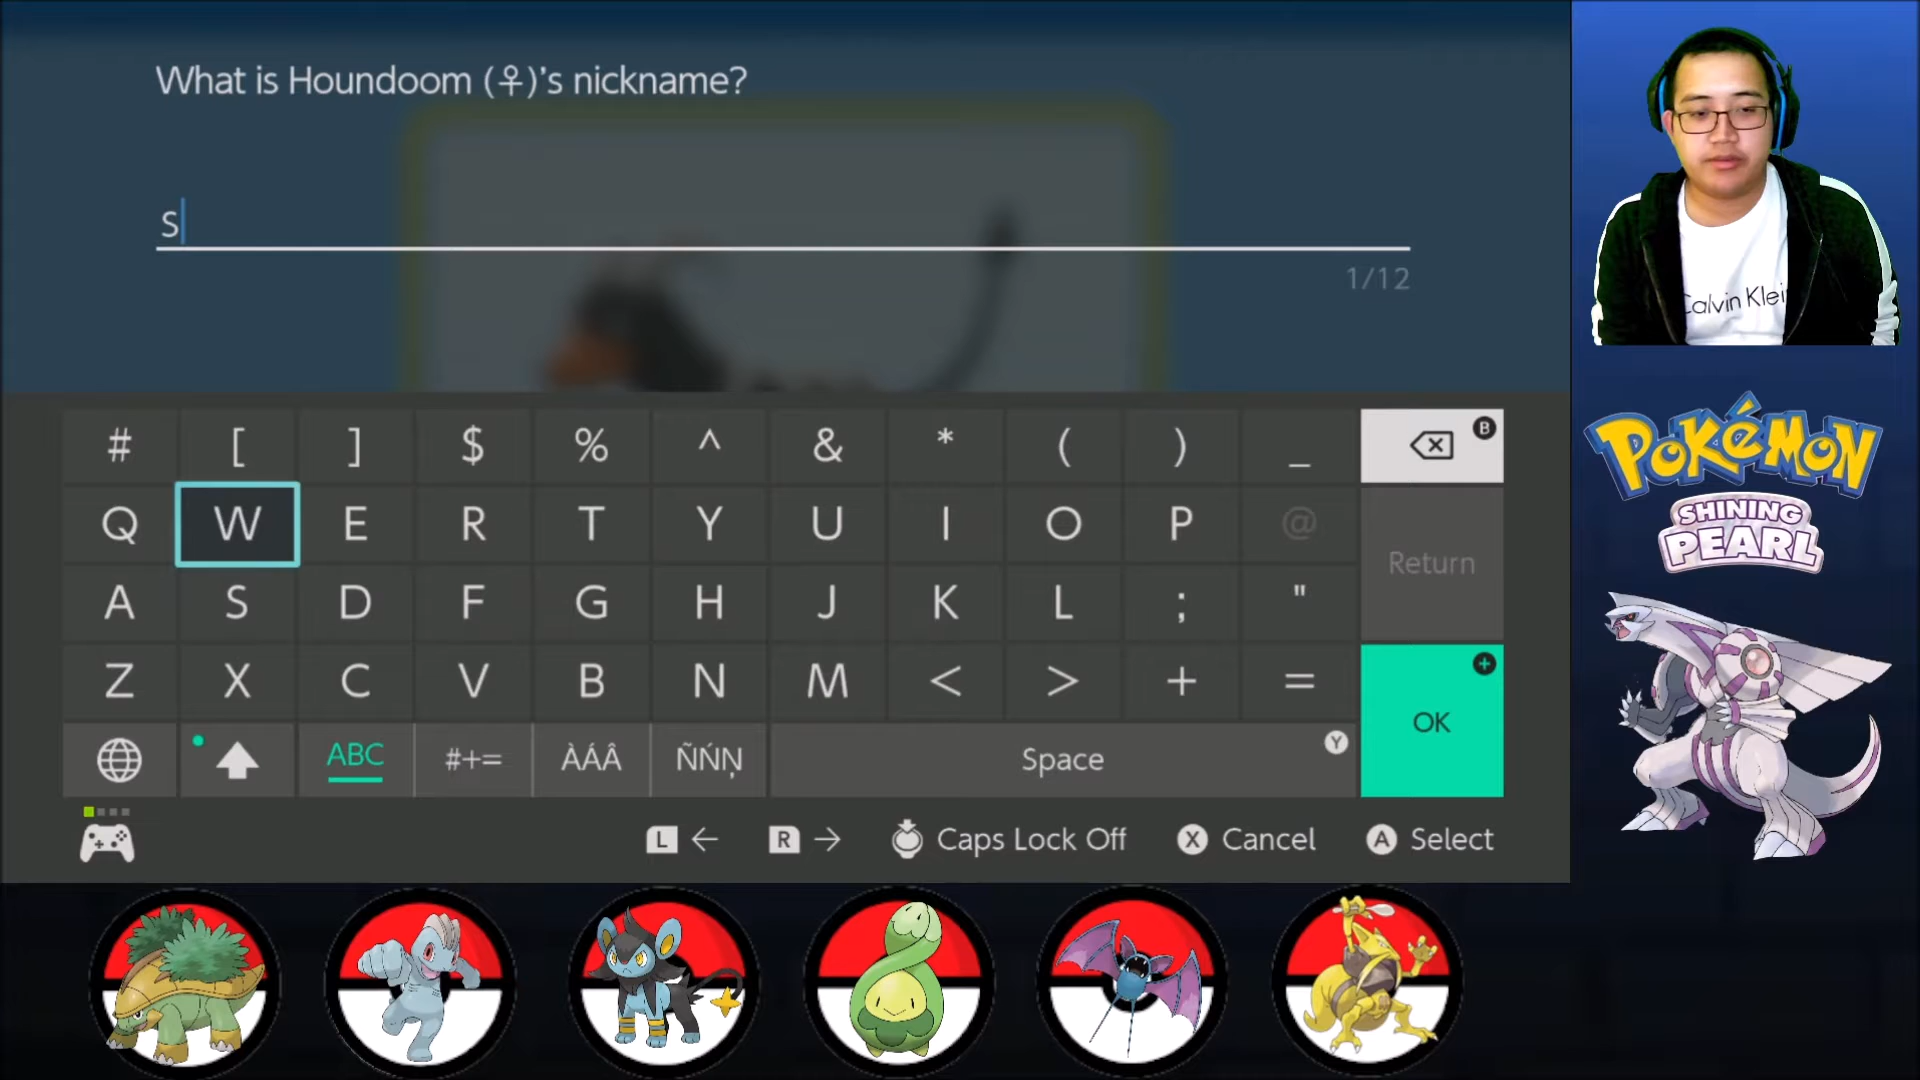 What is Houndoom (♀)'s nickname?
S
1/12
# [ ] $ % ^ & * ( ) _ B
Q W E R T Y U I O P @ Return
A S D F G H J K L ; "
Z X C V B N M < > + = OK +
ABC #+= ÀÁÂ ÑŃŅ Space Y
L ← R → Caps Lock Off X Cancel A Select
Calvin Klein
POKÉMON
SHINING
PEARL